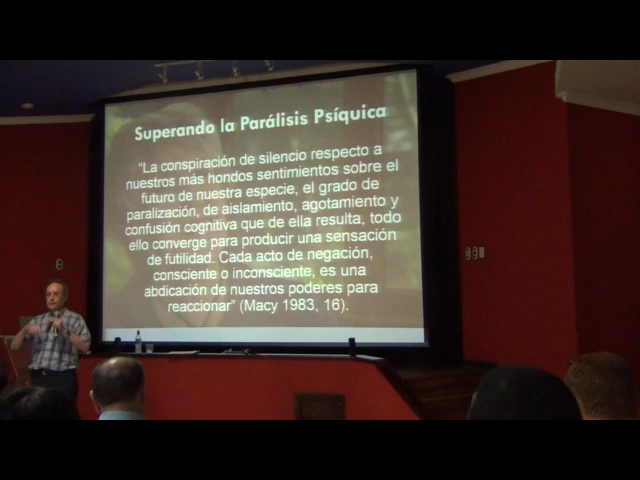 Superando la Parálisis Psíquica
“La conspiración de silencio respecto a
nuestros más hondos sentimientos sobre el
futuro de nuestra especie, el grado de
paralización, de aislamiento, agotamiento y
confusión cognitiva que de ella resulta, todo
ello converge para producir una sensación
de futilidad. Cada acto de negación,
consciente o inconsciente, es una
abdicación de nuestros poderes para
reaccionar” (Macy 1983, 16).